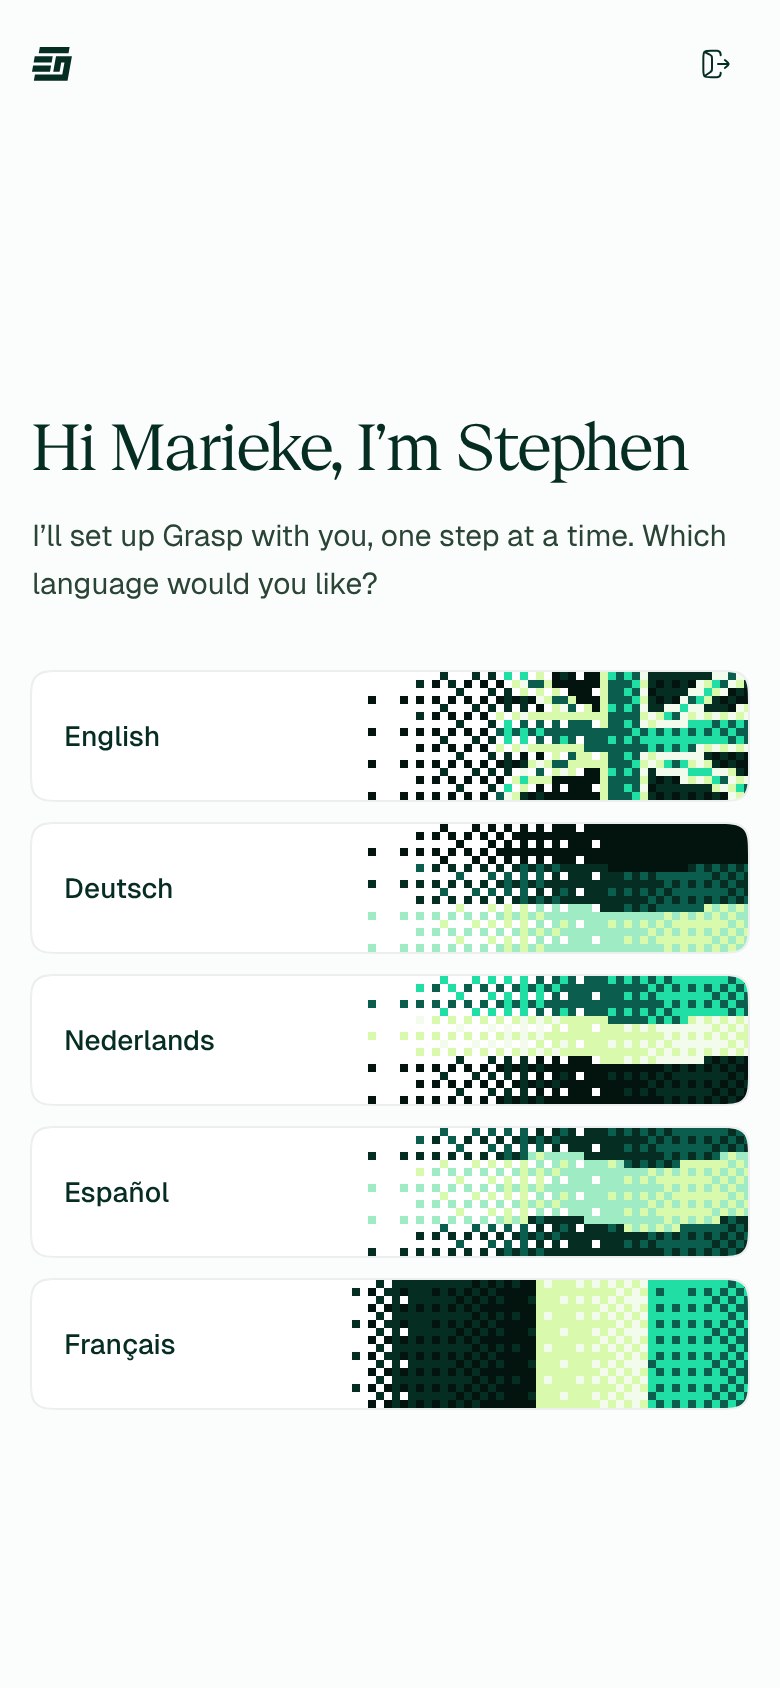 Hi Marieke, I’m Stephen
I’ll set up Grasp with you, one step at a time. Which
language would you like?
English
Deutsch
Nederlands
Español
Français